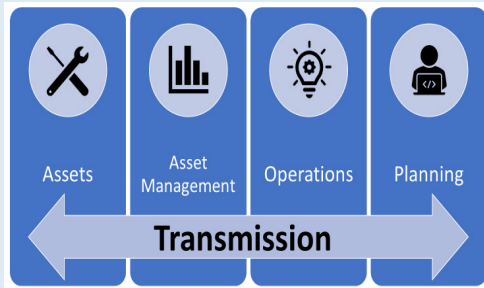 Assets
Asset
Management
Operations
Planning
Transmission